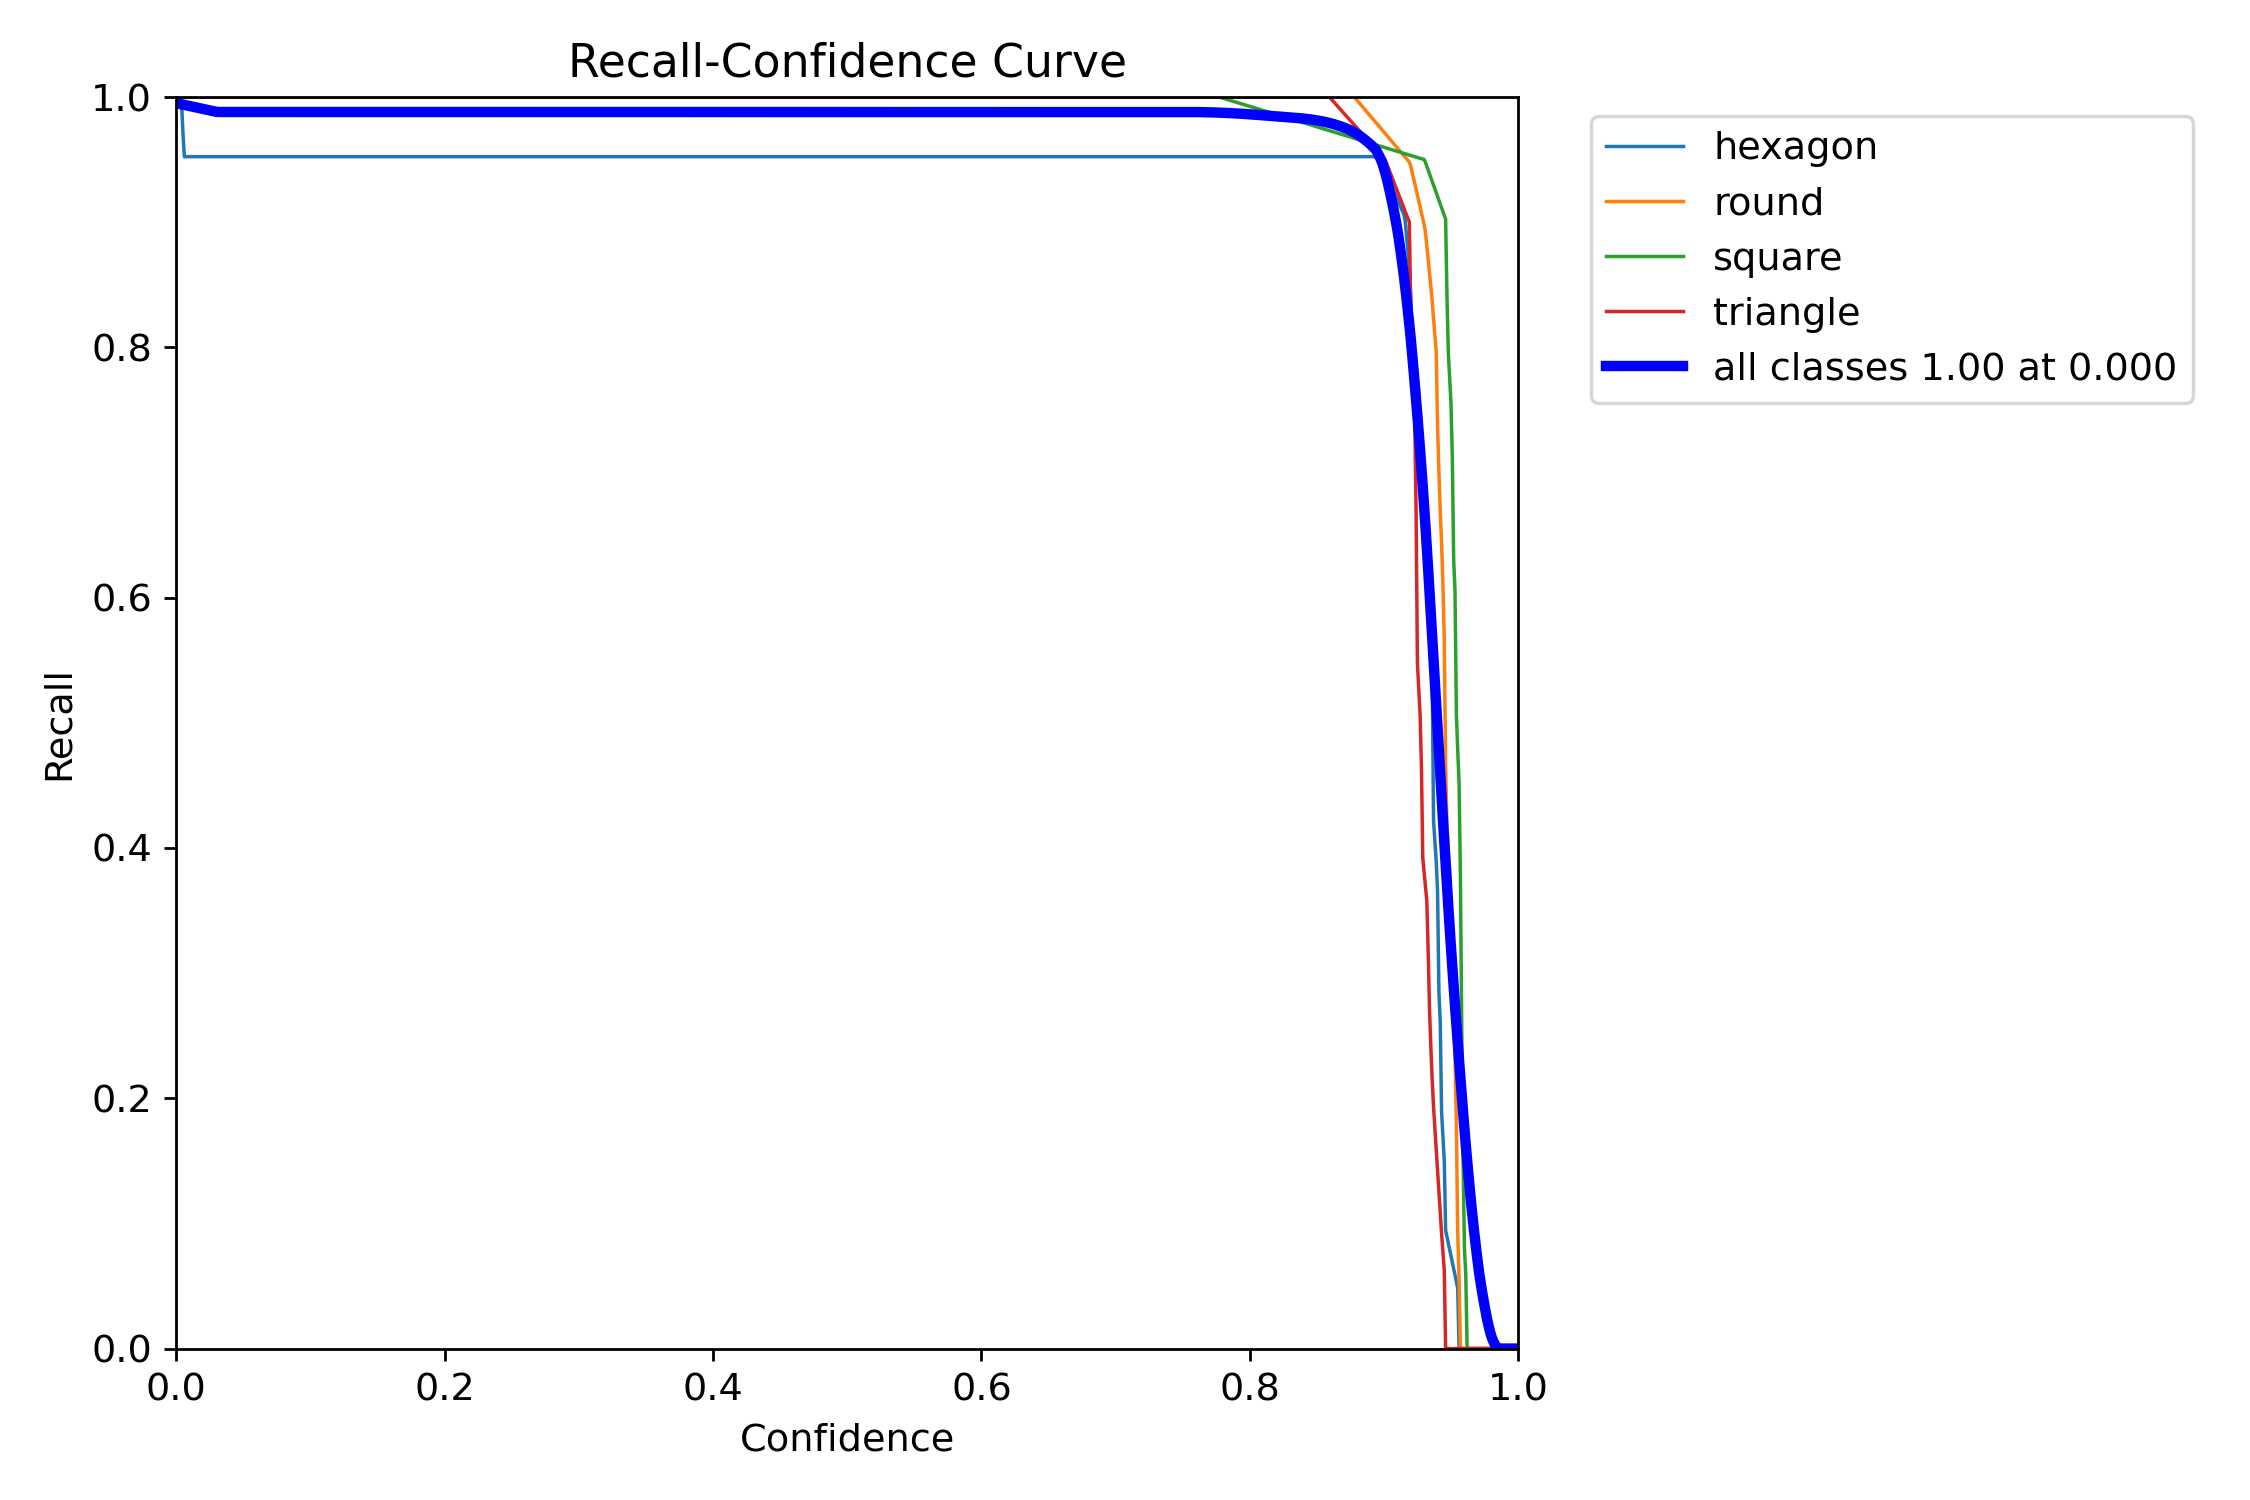 Recall-Confidence Curve
1.0
0.8
0.6
0.4
0.2
0.0
Recall
0.0 0.2 0.4 0.6 0.8 1.0
Confidence
hexagon
round
square
triangle
all classes 1.00 at 0.000